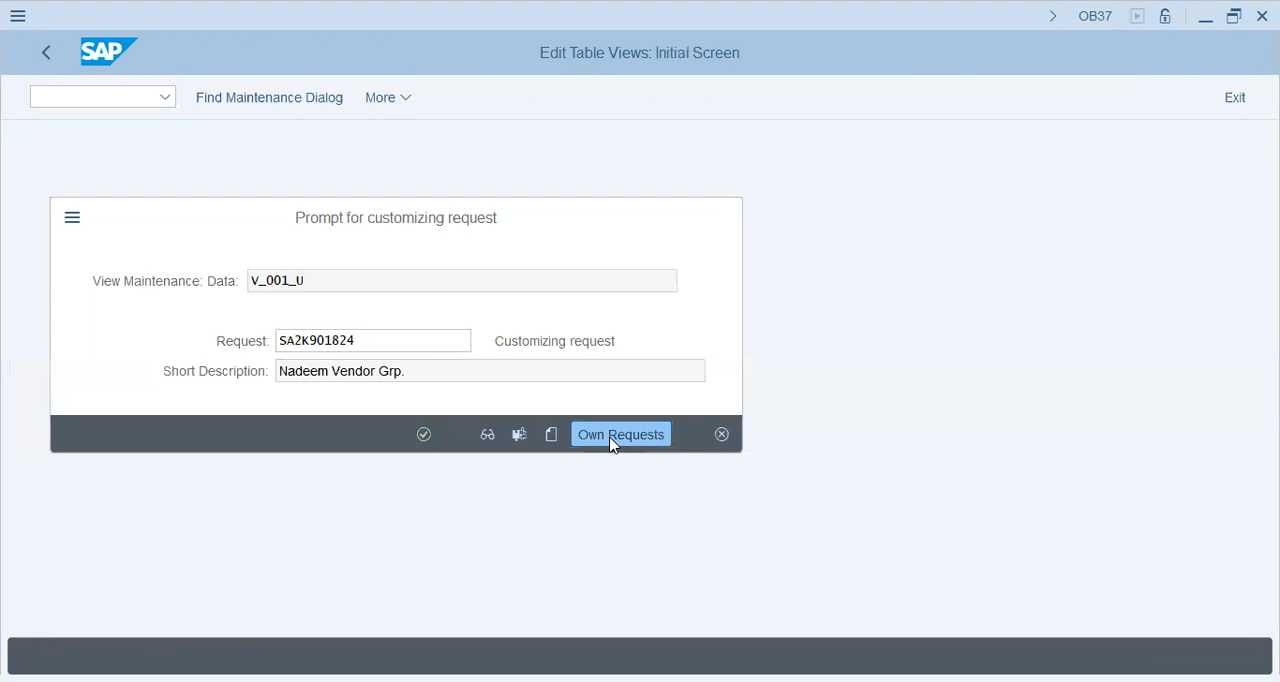 OB37
SAP
Edit Table Views: Initial Screen
Find Maintenance Dialog
More
Exit
Prompt for customizing request
View Maintenance: Data: V_001_U
Request: SA2K901824 Customizing request
Short Description: Nadeem Vendor Grp.
Own Requests